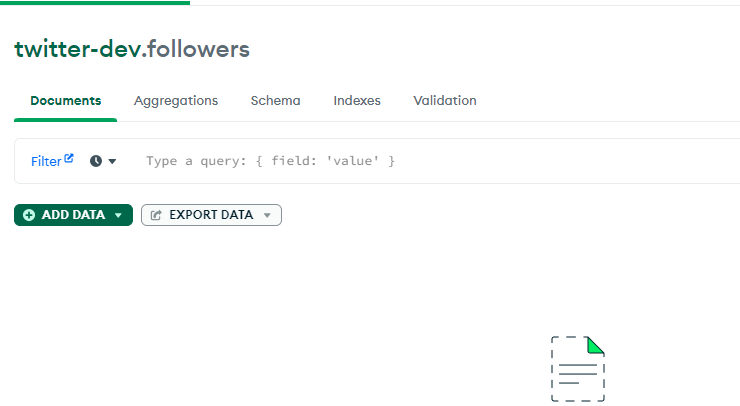 twitter-dev.followers
Documents Aggregations Schema Indexes Validation
Filter Type a query: { field: 'value' }
ADD DATA EXPORT DATA